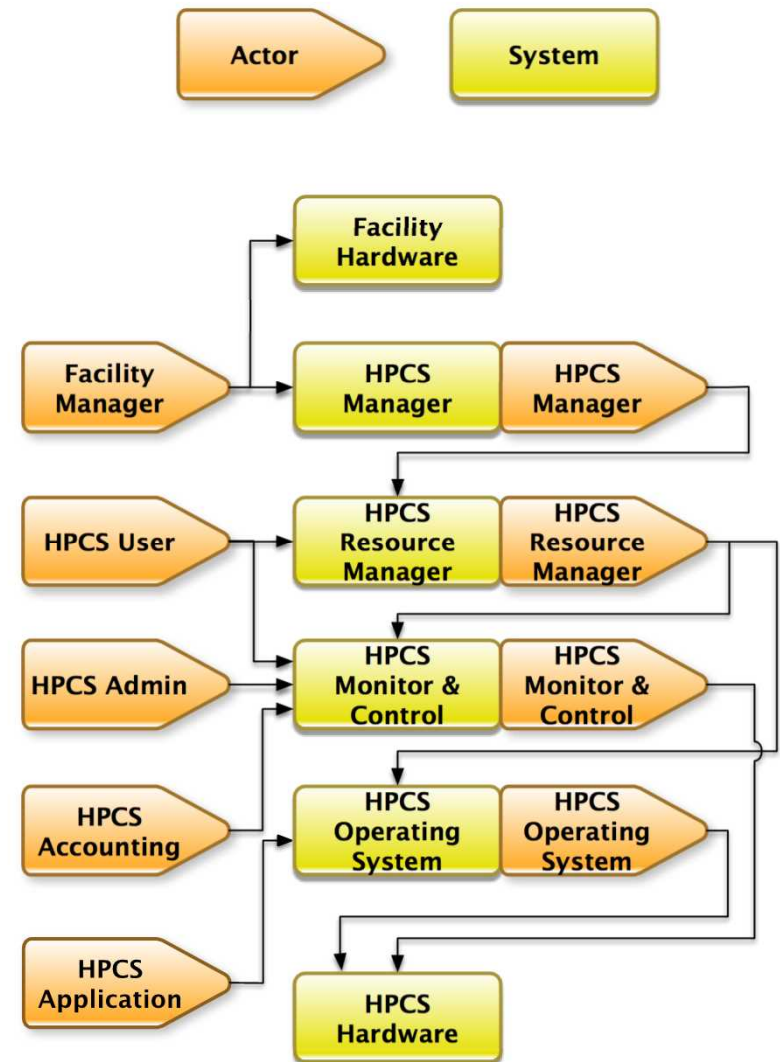 Actor
System
Facility
Hardware
Facility
Manager
HPCS
Manager
HPCS
Manager
HPCS User
HPCS
Resource
Manager
HPCS
Resource
Manager
HPCS Admin
HPCS
Monitor &
Control
HPCS
Monitor &
Control
HPCS
Accounting
HPCS
Operating
System
HPCS
Operating
System
HPCS
Application
HPCS
Hardware